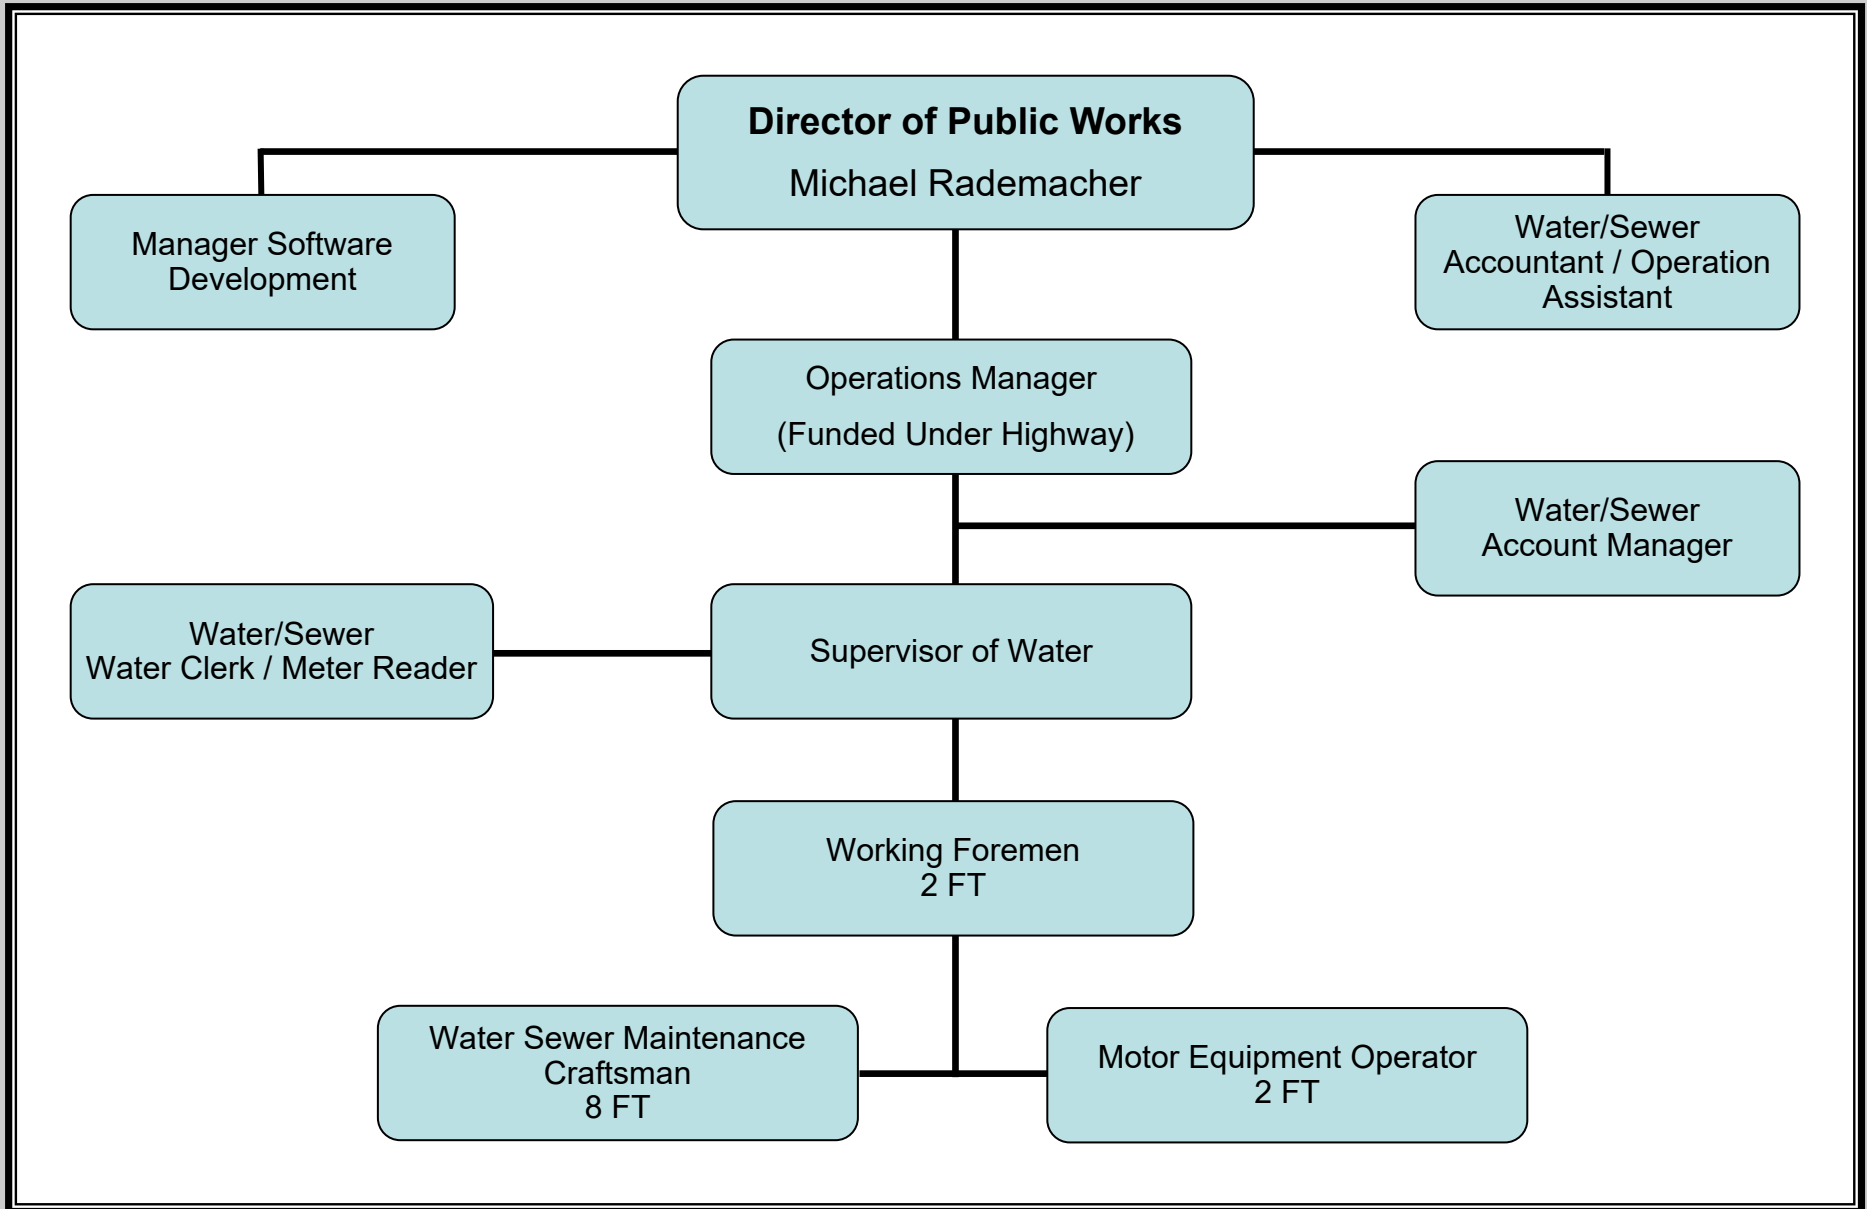 Director of Public Works
Michael Rademacher
Manager Software
Development
Water/Sewer
Accountant / Operation
Assistant
Operations Manager
(Funded Under Highway)
Water/Sewer
Account Manager
Water/Sewer
Water Clerk / Meter Reader
Supervisor of Water
Working Foremen
2 FT
Water Sewer Maintenance
Craftsman
8 FT
Motor Equipment Operator
2 FT